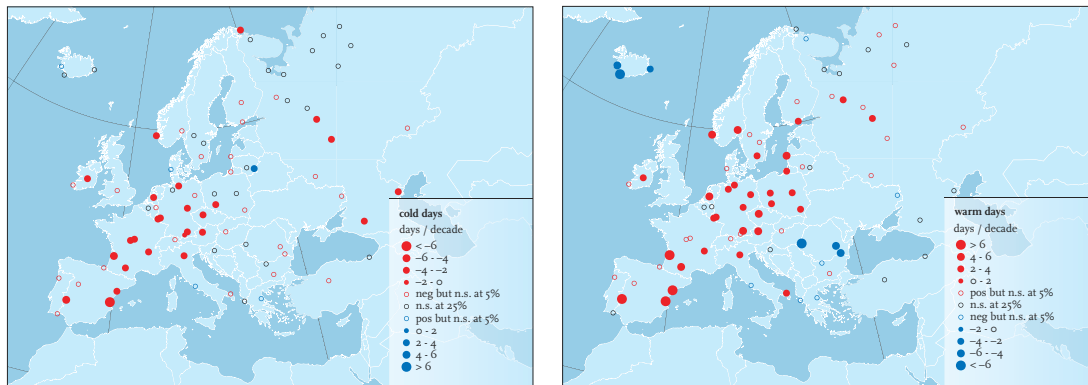 cold days
days / decade
< −6
−6 - −4
−4 - −2
−2 - 0
neg but n.s. at 5%
n.s. at 25%
pos but n.s. at 5%
0 - 2
2 - 4
4 - 6
> 6
warm days
days / decade
> 6
4 - 6
2 - 4
0 - 2
pos but n.s. at 5%
n.s. at 25%
neg but n.s. at 5%
−2 - 0
−4 - −2
−6 - −4
< −6